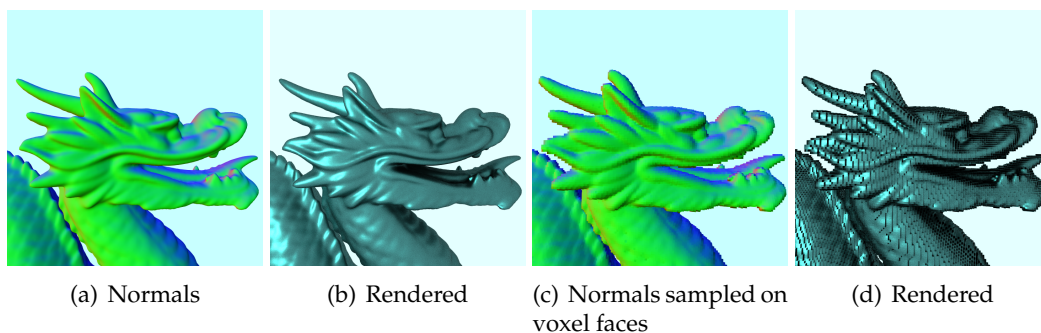 (a) Normals
(b) Rendered
(c) Normals sampled on
voxel faces
(d) Rendered